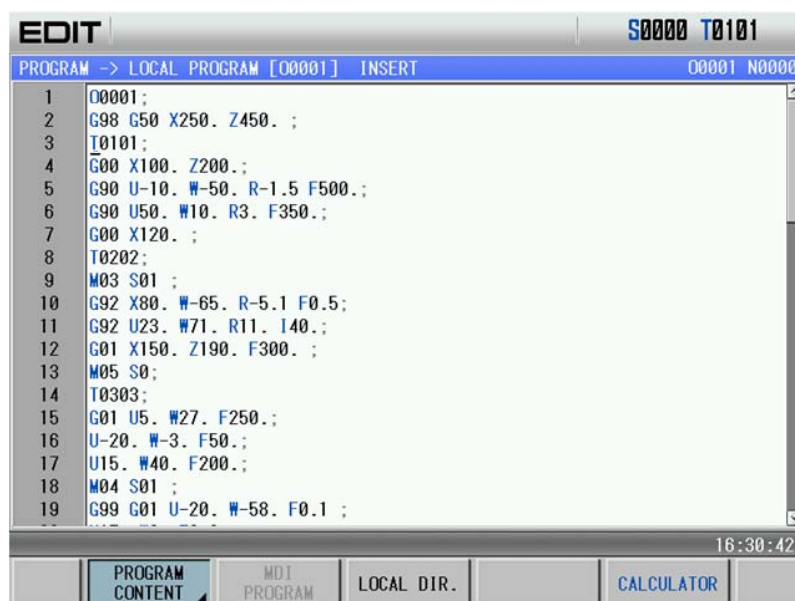 EDIT S0000 T0101
PROGRAM -> LOCAL PROGRAM [O0001] INSERT O0001 N0000
1 O0001;
2 G98 G50 X250. Z450. ;
3 T0101;
4 G00 X100. Z200.;
5 G90 U-10. W-50. R-1.5 F500.;
6 G90 U50. W10. R3. F350.;
7 G00 X120. ;
8 T0202;
9 M03 S01 ;
10 G92 X80. W-65. R-5.1 F0.5;
11 G92 U23. W71. R11. I40.;
12 G01 X150. Z190. F300. ;
13 M05 S0;
14 T0303;
15 G01 U5. W27. F250.;
16 U-20. W-3. F50.;
17 U15. W40. F200.;
18 M04 S01 ;
19 G99 G01 U-20. W-58. F0.1 ;
16:30:42
PROGRAM CONTENT MDI PROGRAM LOCAL DIR. CALCULATOR